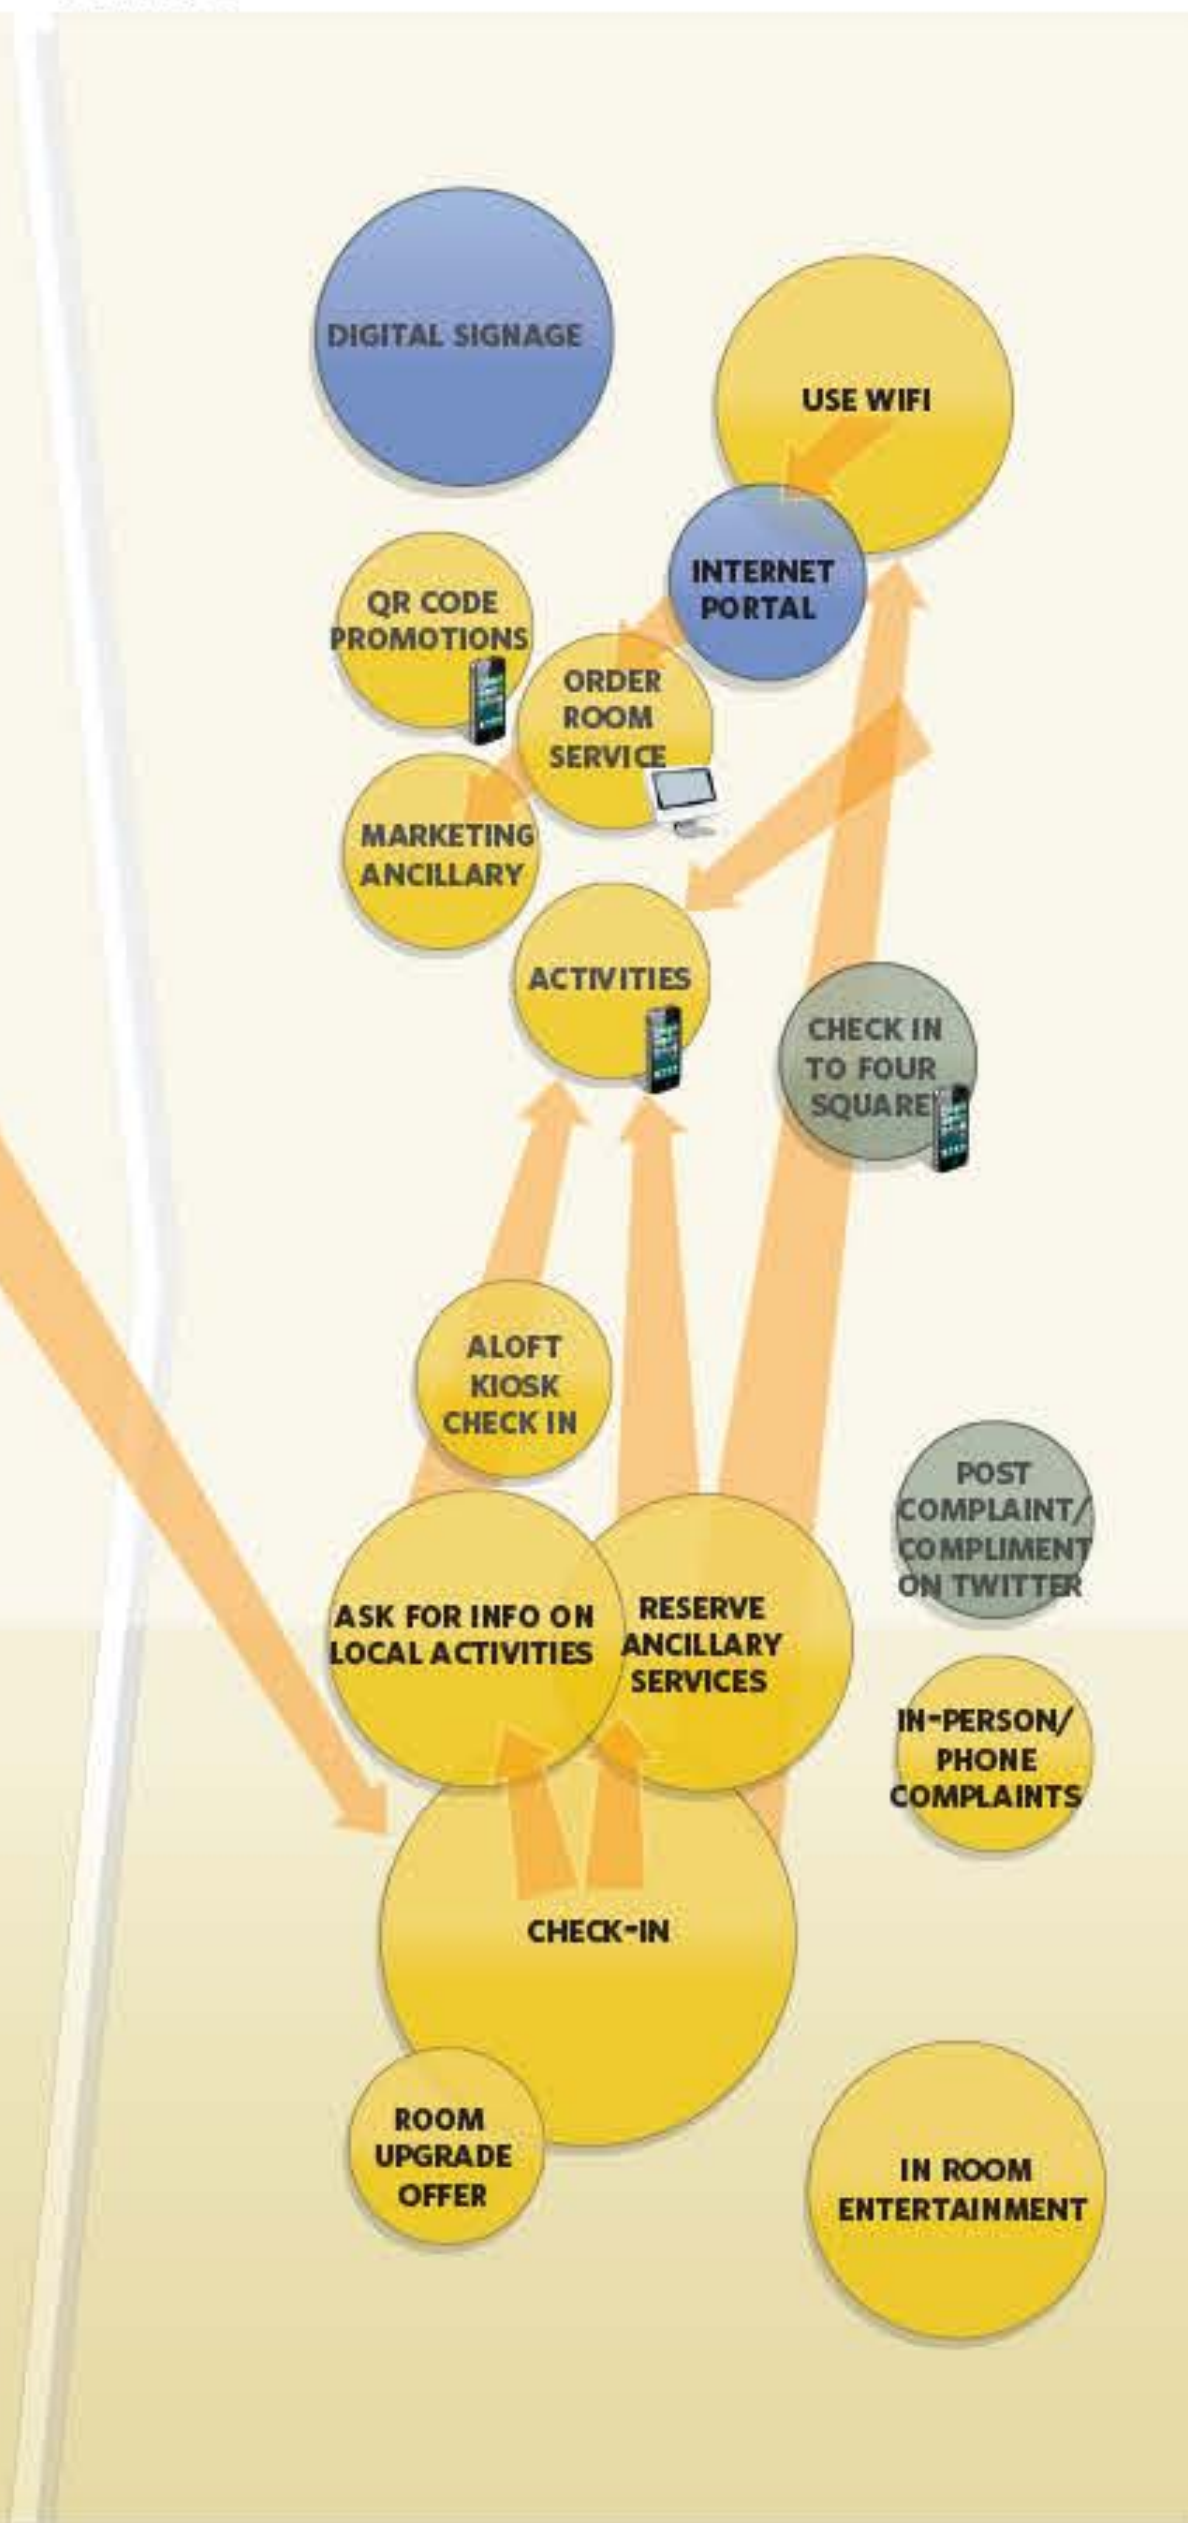 DIGITAL SIGNAGE
USE WIFI
INTERNET
PORTAL
QR CODE
PROMOTIONS
ORDER
ROOM
SERVICE
MARKETING
ANCILLARY
ACTIVITIES
CHECK IN
TO FOUR
SQUARE
ALOFT
KIOSK
CHECK IN
POST
COMPLAINT/
COMPLIMENT
ON TWITTER
ASK FOR INFO ON
LOCAL ACTIVITIES
RESERVE
ANCILLARY
SERVICES
IN-PERSON/
PHONE
COMPLAINTS
CHECK-IN
ROOM
UPGRADE
OFFER
IN ROOM
ENTERTAINMENT